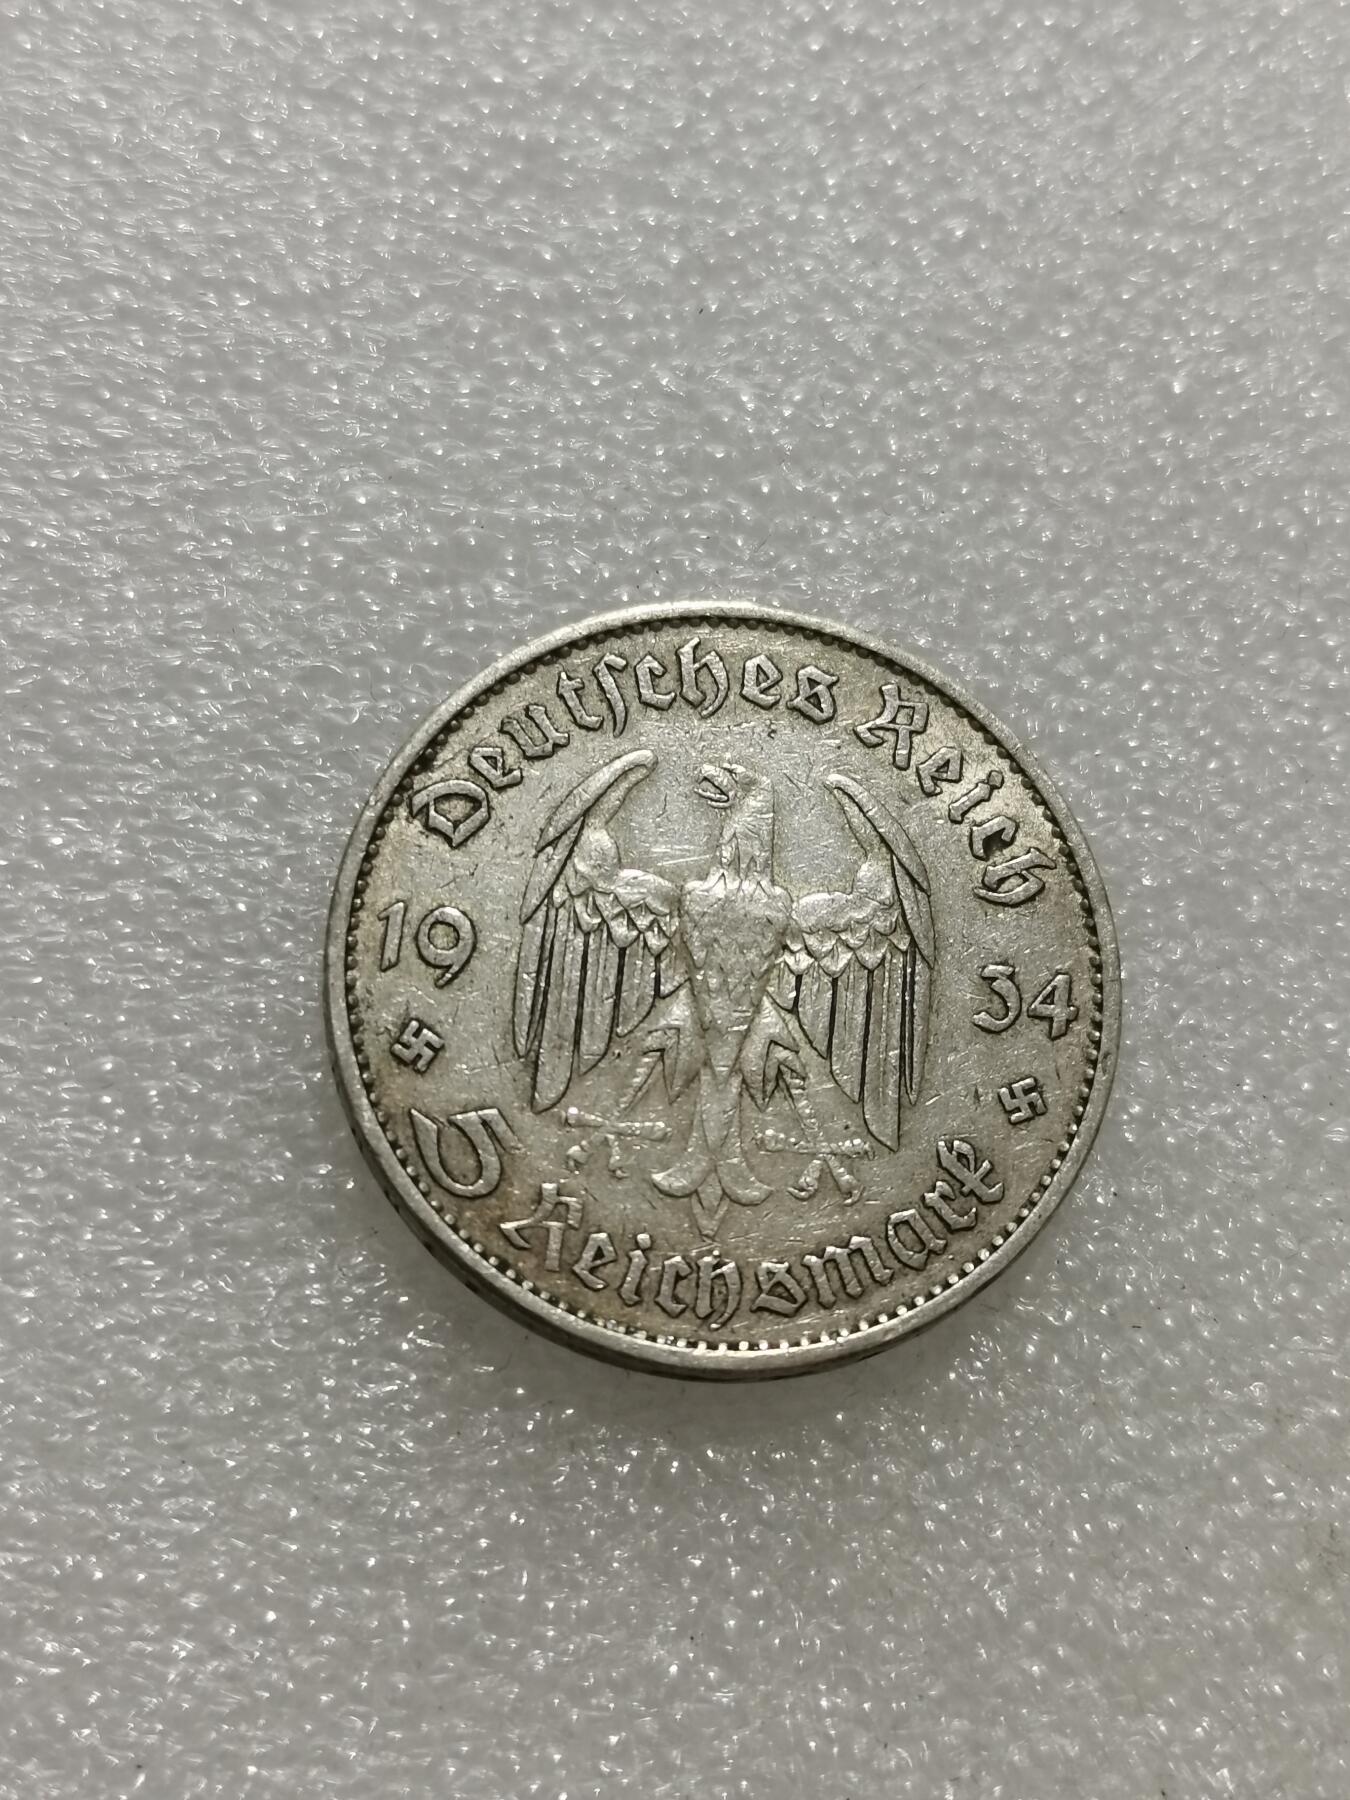 Deutsches Reich
19 34
5 Reichsmark